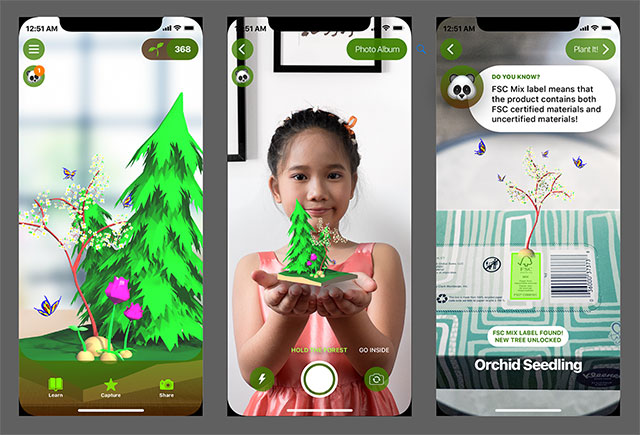 12:51 AM
368
1
Learn
Capture
Share
12:51 AM
Photo Album
HOLD THE FOREST
GO INSIDE
12:51 AM
Plant It!
DO YOU KNOW?
FSC Mix label means that
the product contains both
FSC certified materials and
uncertified materials!
FSC
FSC MIX LABEL FOUND!
NEW TREE UNLOCKED
Orchid Seedling